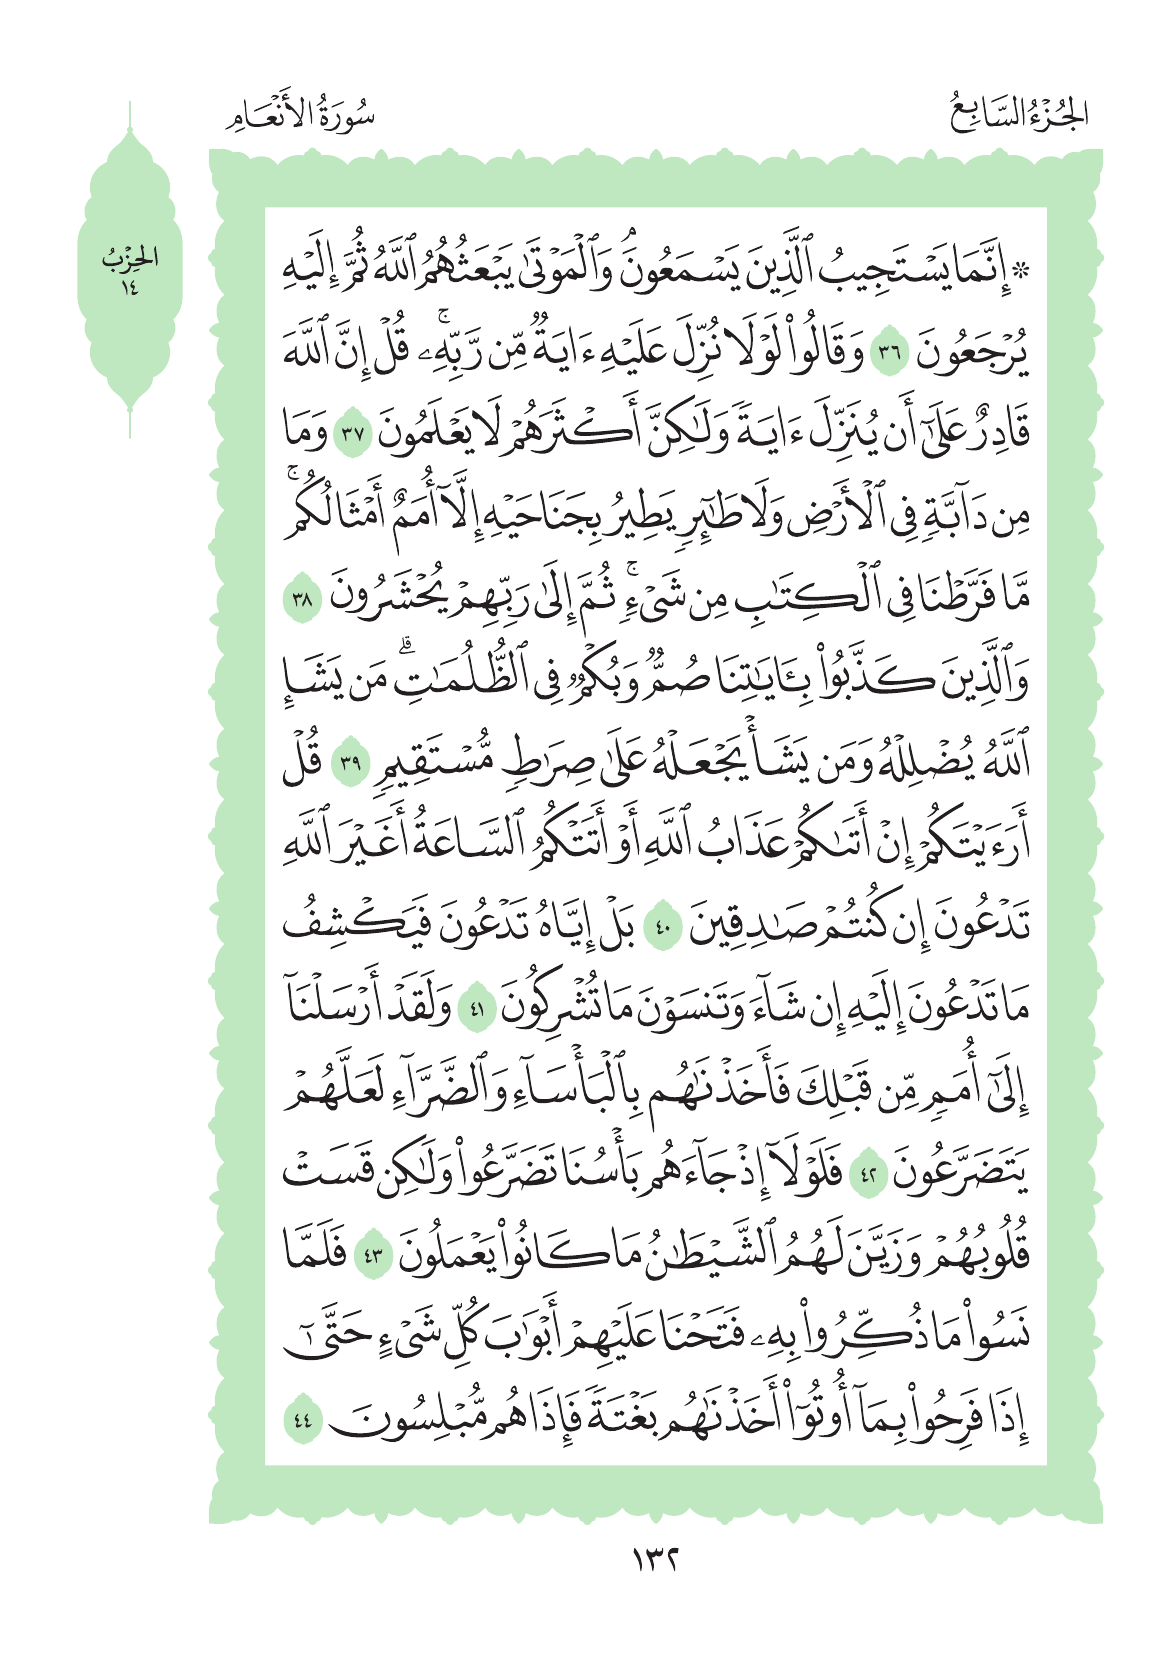 الجُزْءُ السَّابِعُ
سُورَةُ الأَنْعَامِ
الحِزْبُ
١٤
۞ إِنَّمَا يَسْتَجِيبُ ٱلَّذِينَ يَسْمَعُونَۘ وَٱلْمَوْتَىٰ يَبْعَثُهُمُ ٱللَّهُ ثُمَّ إِلَيْهِ
يُرْجَعُونَ ٣٦ وَقَالُوا۟ لَوْلَا نُزِّلَ عَلَيْهِ ءَايَةٌ مِّن رَّبِّهِۦۚ قُلْ إِنَّ ٱللَّهَ
قَادِرٌ عَلَىٰٓ أَن يُنَزِّلَ ءَايَةً وَلَٰكِنَّ أَكْثَرَهُمْ لَا يَعْلَمُونَ ٣٧ وَمَا
مِن دَآبَّةٍ فِى ٱلْأَرْضِ وَلَا طَٰٓئِرٍ يَطِيرُ بِجَنَاحَيْهِ إِلَّآ أُمَمٌ أَمْثَالُكُمۚ
مَّا فَرَّطْنَا فِى ٱلْكِتَٰبِ مِن شَىْءٍۚ ثُمَّ إِلَىٰ رَبِّهِمْ يُحْشَرُونَ ٣٨
وَٱلَّذِينَ كَذَّبُوا۟ بِـَٔايَٰتِنَا صُمٌّ وَبُكْمٌ فِى ٱلظُّلُمَٰتِۗ مَن يَشَإِ
ٱللَّهُ يُضْلِلْهُ وَمَن يَشَأْ يَجْعَلْهُ عَلَىٰ صِرَٰطٍ مُّسْتَقِيمٍ ٣٩ قُلْ
أَرَءَيْتَكُمْ إِنْ أَتَىٰكُمْ عَذَابُ ٱللَّهِ أَوْ أَتَتْكُمُ ٱلسَّاعَةُ أَغَيْرَ ٱللَّهِ
تَدْعُونَ إِن كُنتُمْ صَٰدِقِينَ ٤٠ بَلْ إِيَّاهُ تَدْعُونَ فَيَكْشِفُ
مَا تَدْعُونَ إِلَيْهِ إِن شَآءَ وَتَنسَوْنَ مَا تُشْرِكُونَ ٤١ وَلَقَدْ أَرْسَلْنَآ
إِلَىٰٓ أُمَمٍ مِّن قَبْلِكَ فَأَخَذْنَٰهُم بِٱلْبَأْسَآءِ وَٱلضَّرَّآءِ لَعَلَّهُمْ
يَتَضَرَّعُونَ ٤٢ فَلَوْلَآ إِذْ جَآءَهُم بَأْسُنَا تَضَرَّعُوا۟ وَلَٰكِن قَسَتْ
قُلُوبُهُمْ وَزَيَّنَ لَهُمُ ٱلشَّيْطَٰنُ مَا كَانُوا۟ يَعْمَلُونَ ٤٣ فَلَمَّا
نَسُوا۟ مَا ذُكِّرُوا۟ بِهِۦ فَتَحْنَا عَلَيْهِمْ أَبْوَٰبَ كُلِّ شَىْءٍ حَتَّىٰٓ
إِذَا فَرِحُوا۟ بِمَآ أُوتُوٓا۟ أَخَذْنَٰهُم بَغْتَةً فَإِذَا هُم مُّبْلِسُونَ ٤٤
١٣٢